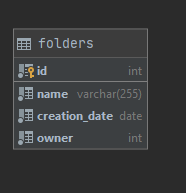 folders
id int
name varchar(255)
creation_date date
owner int